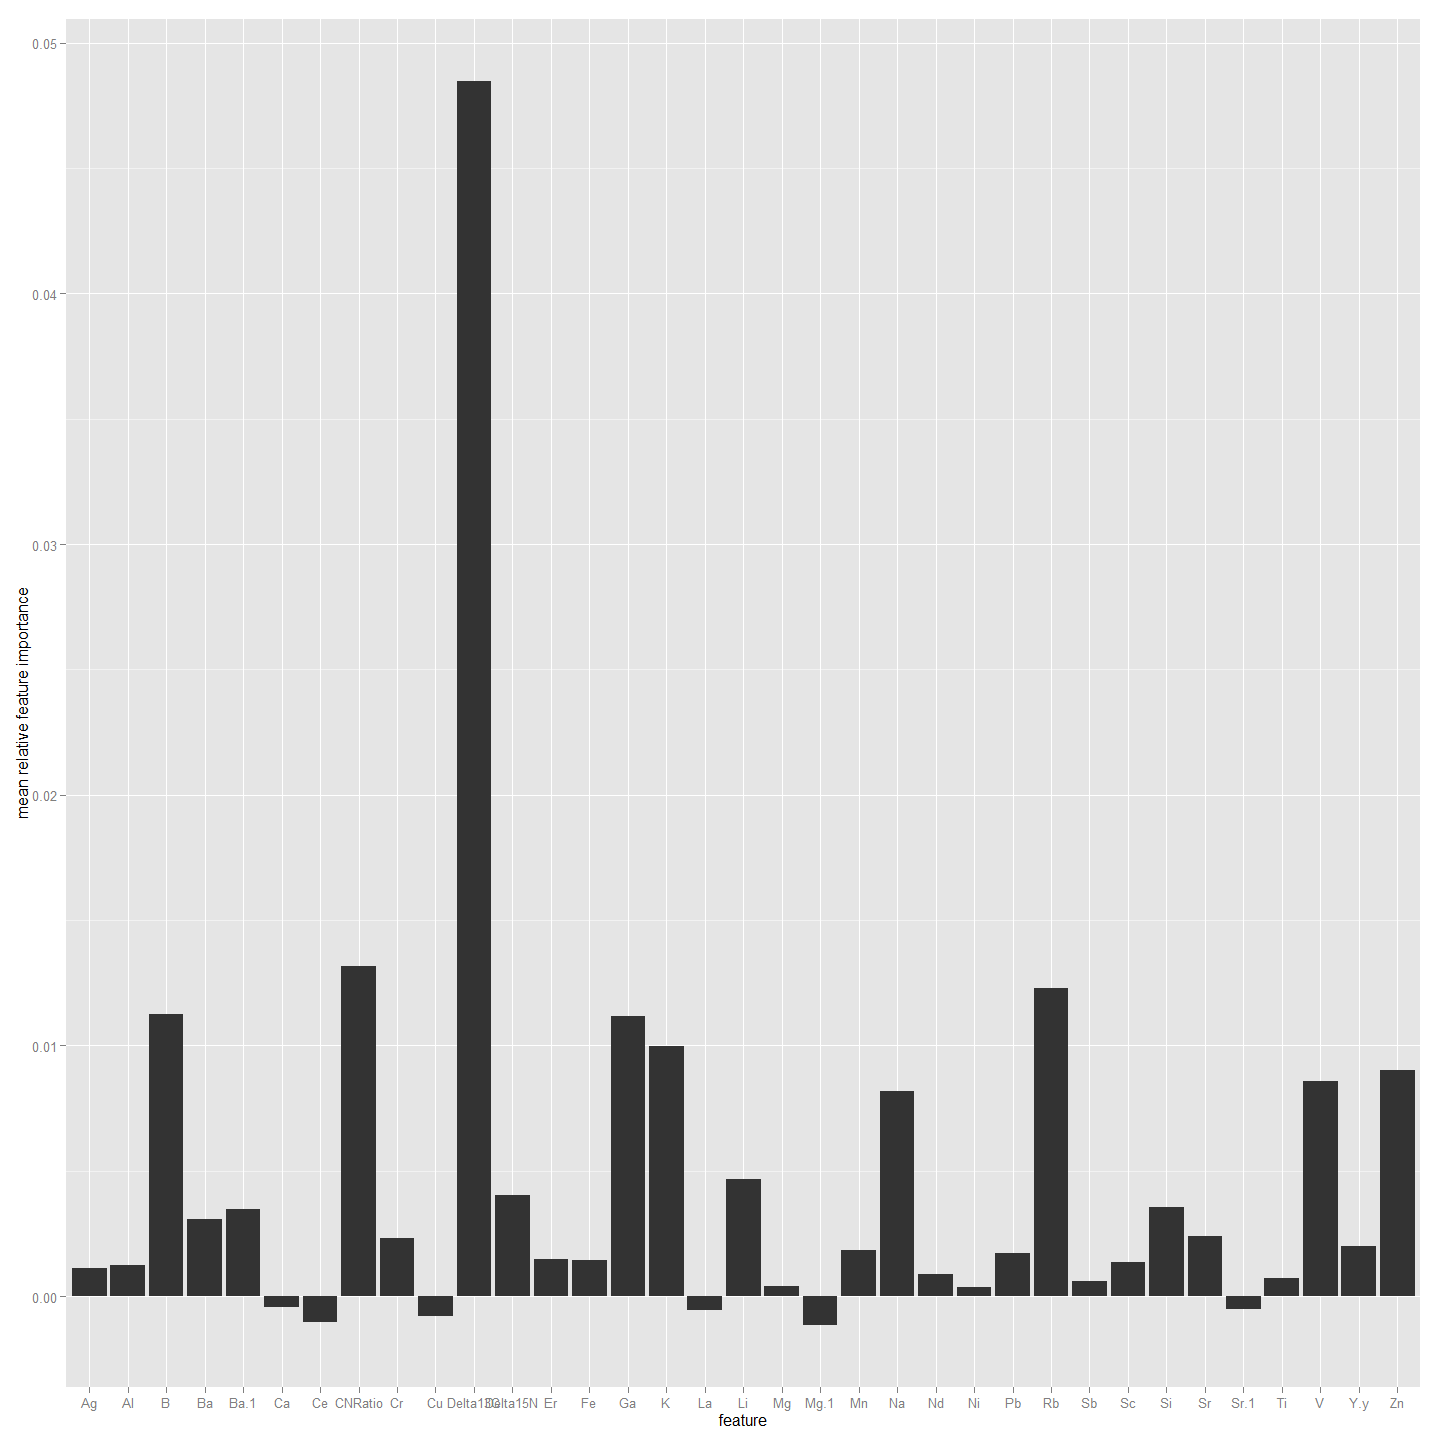 0.05
0.04
0.03
0.02
0.01
0.00
mean relative feature importance
Ag Al B Ba Ba.1 Ca Ce CNRatio Cr Cu Delta13C Delta15N Er Fe Ga K La Li Mg Mg.1 Mn Na Nd Ni Pb Rb Sb Sc Si Sr Sr.1 Ti V Y.y Zn
feature